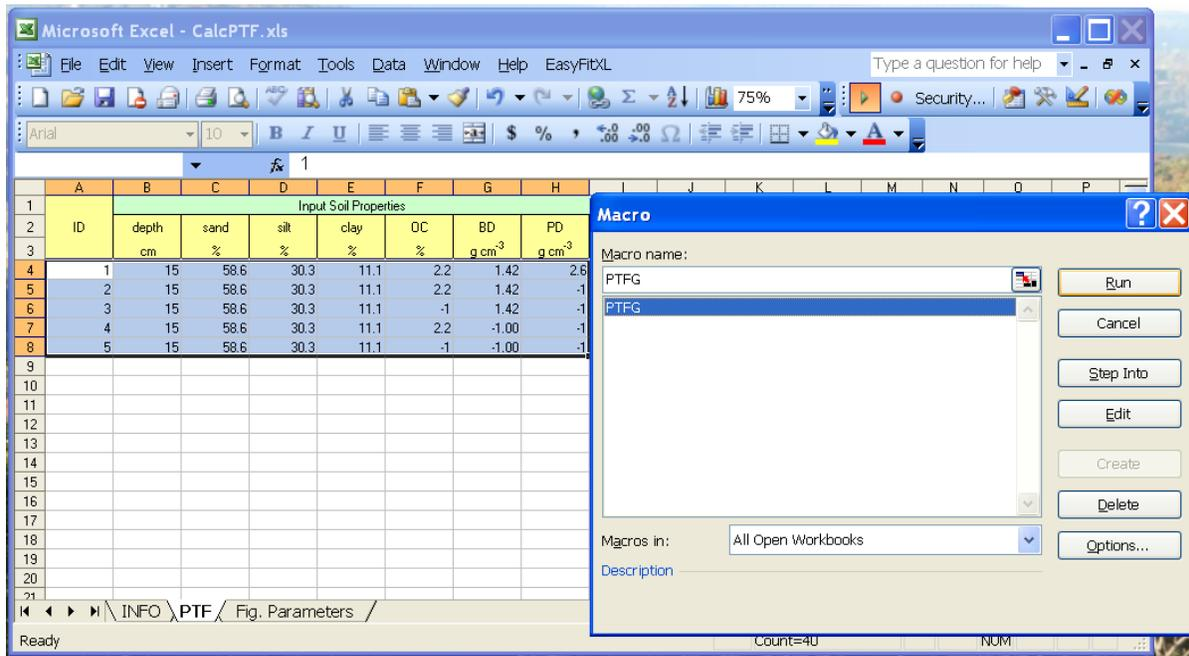 Microsoft Excel - CalcPTF.xls
File Edit View Insert Format Tools Data Window Help EasyFitXL Type a question for help
75% Security...
Arial 10 B I U $ % ,
fx 1
A B C D E F G H I J K L M N O P
1 Input Soil Properties
2 ID depth sand silt clay OC BD PD
3 cm % % % % g cm-3 g cm-3
4 1 15 58.6 30.3 11.1 2.2 1.42 2.6
5 2 15 58.6 30.3 11.1 2.2 1.42 -1
6 3 15 58.6 30.3 11.1 -1 1.42 -1
7 4 15 58.6 30.3 11.1 2.2 -1.00 -1
8 5 15 58.6 30.3 11.1 -1 -1.00 -1
9
10
11
12
13
14
15
16
17
18
19
20
21
INFO PTF Fig. Parameters
Ready Count=40 NUM
Macro
Macro name:
PTFG
PTFG
Run
Cancel
Step Into
Edit
Create
Delete
Macros in: All Open Workbooks
Options...
Description